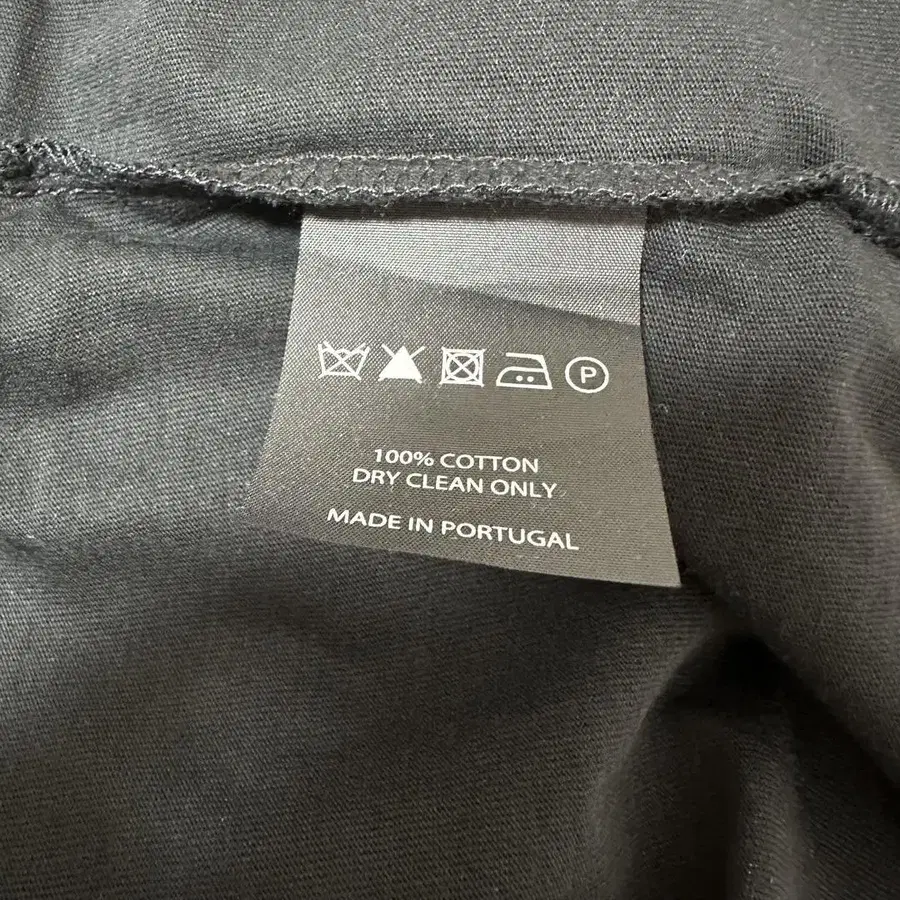 P
100% COTTON
DRY CLEAN ONLY
MADE IN PORTUGAL